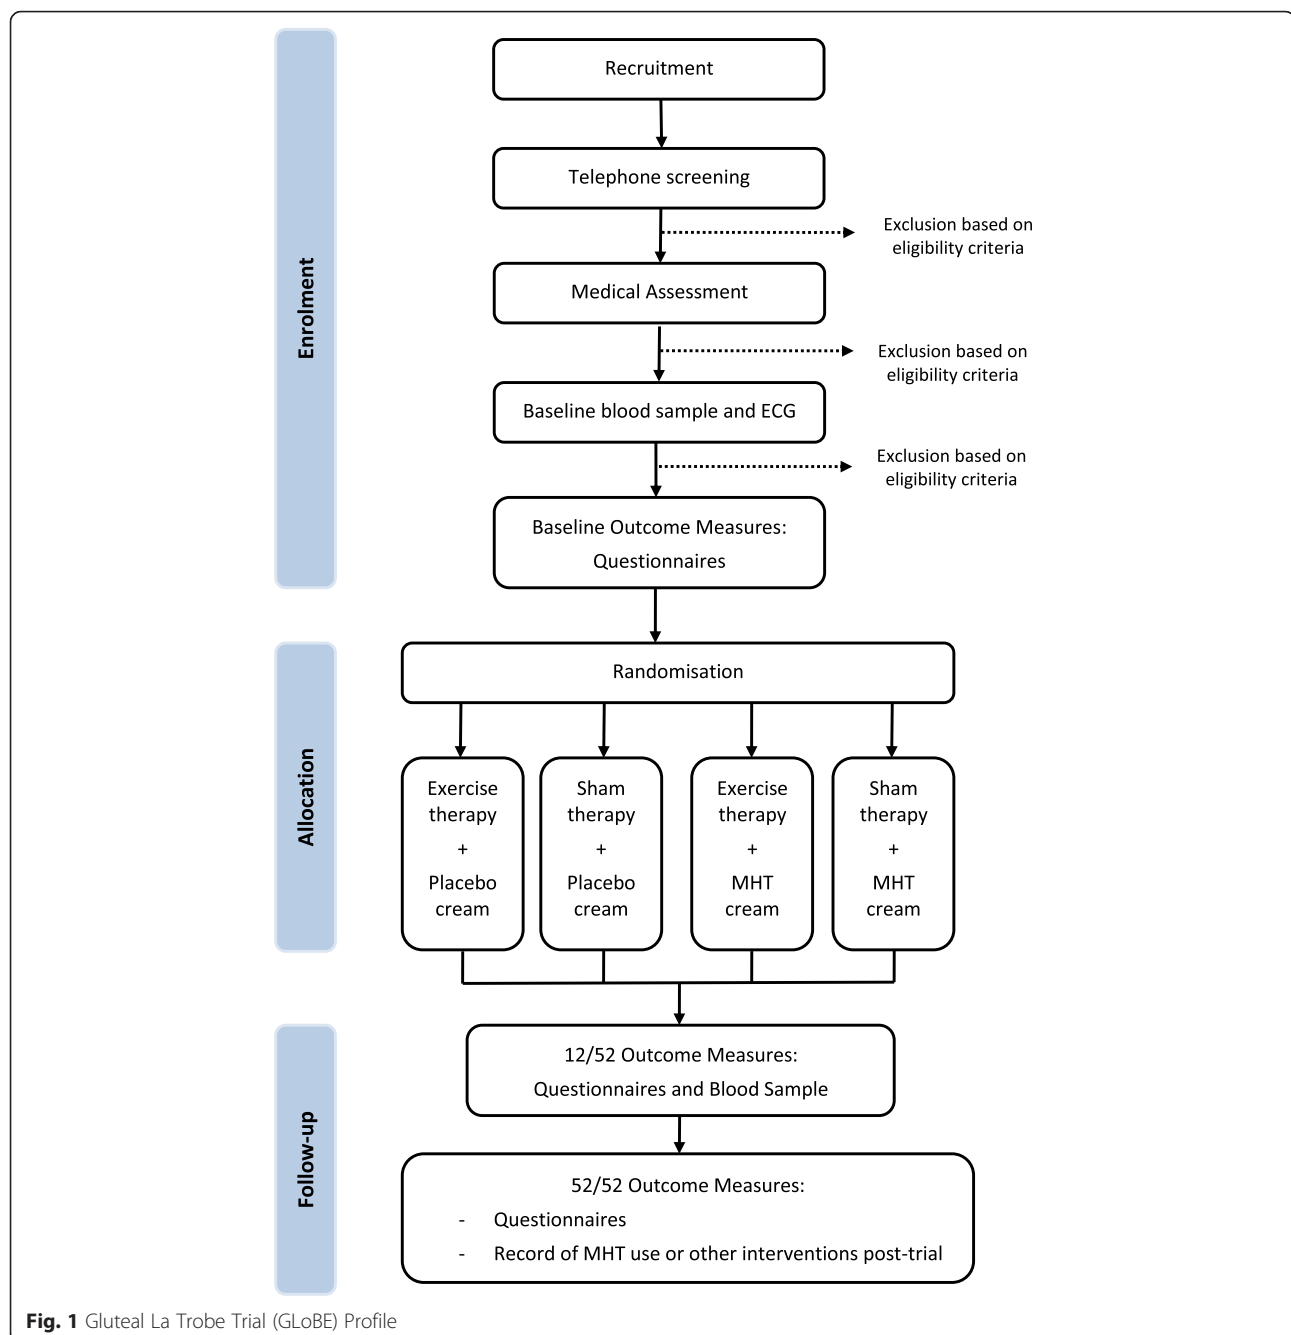 Enrolment
Recruitment
Telephone screening
Exclusion based on
eligibility criteria
Medical Assessment
Exclusion based on
eligibility criteria
Baseline blood sample and ECG
Exclusion based on
eligibility criteria
Baseline Outcome Measures:
Questionnaires
Allocation
Randomisation
Exercise
therapy
+
Placebo
cream
Sham
therapy
+
Placebo
cream
Exercise
therapy
+
MHT
cream
Sham
therapy
+
MHT
cream
Follow-up
12/52 Outcome Measures:
Questionnaires and Blood Sample
52/52 Outcome Measures:
- Questionnaires
- Record of MHT use or other interventions post-trial
Fig. 1 Gluteal La Trobe Trial (GLoBE) Profile